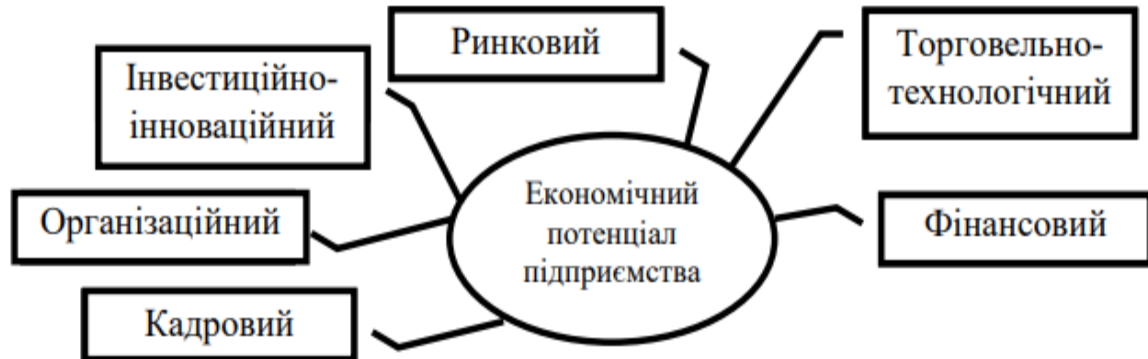 Ринковий
Торговельно-
технологічний
Інвестиційно-
інноваційний
Економічний
потенціал
підприємства
Організаційний
Фінансовий
Кадровий